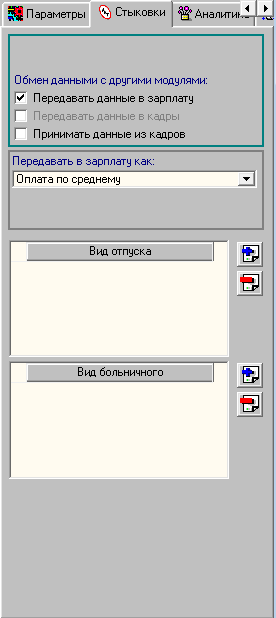 Параметры Стыковки Аналитика
Обмен данными с другими модулями:
Передавать данные в зарплату
Передавать данные в кадры
Принимать данные из кадров
Передавать в зарплату как:
Оплата по среднему
Вид отпуска
Вид больничного